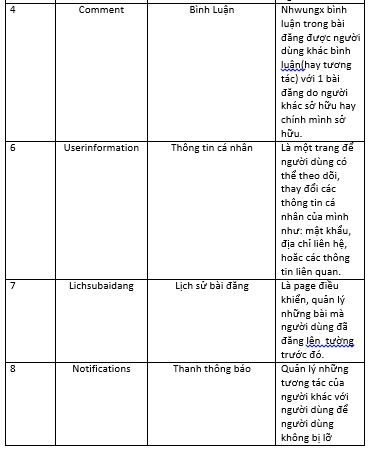 4 Comment Bình Luận Nhwungx bình
luận trong bài
đăng được người
dùng khác bình
luận(hay tương
tác) với 1 bài
đăng do người
khác sở hữu hay
chính mình sở
hữu.
6 Userinformation Thông tin cá nhân Là một trang để
người dùng có
thể theo dõi,
thay đổi các
thông tin cá
nhân của mình
như: mật khẩu,
địa chỉ liên hệ,
hoặc các thông
tin liên quan.
7 Lichsubaidang Lịch sử bài đăng Là page điều
khiển, quản lý
những bài mà
người dùng đã
đăng lên tường
trước đó.
8 Notifications Thanh thông báo Quản lý những
tương tác của
người khác với
người dùng để
người dùng
không bị lỡ